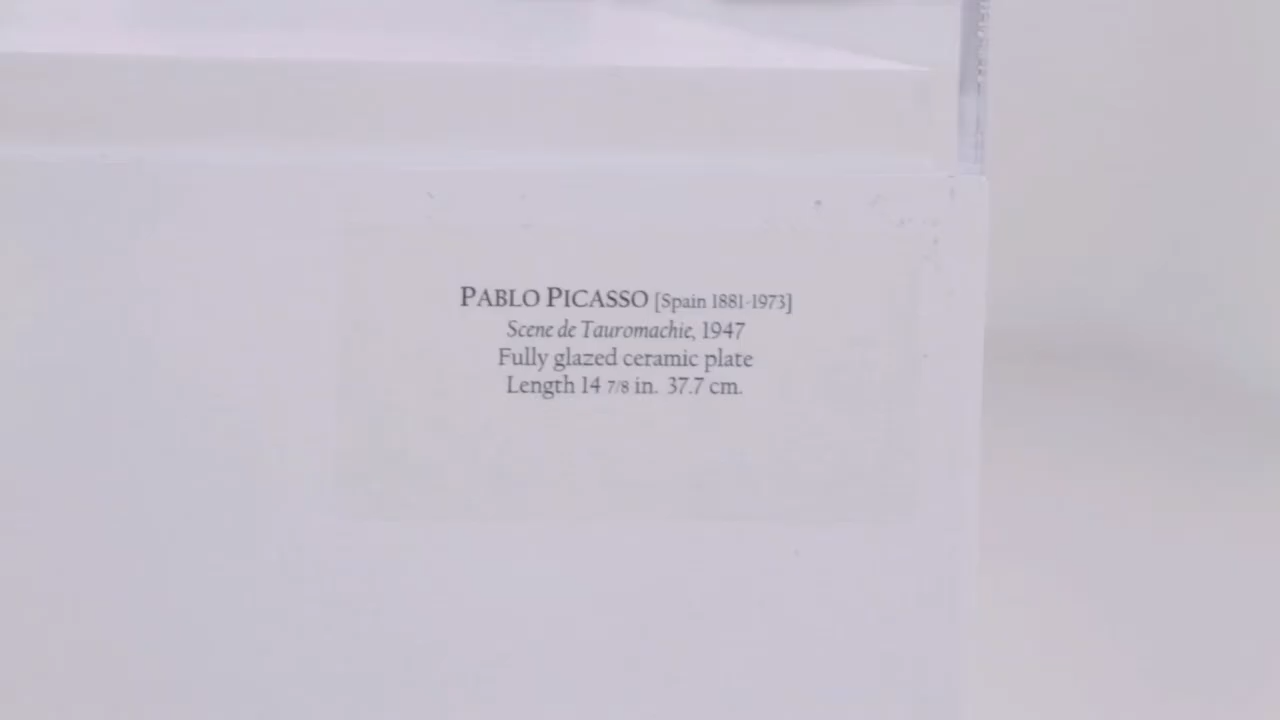 PABLO PICASSO [Spain 1881-1973]
Scene de Tauromachie, 1947
Fully glazed ceramic plate
Length 14 7/8 in. 37.7 cm.